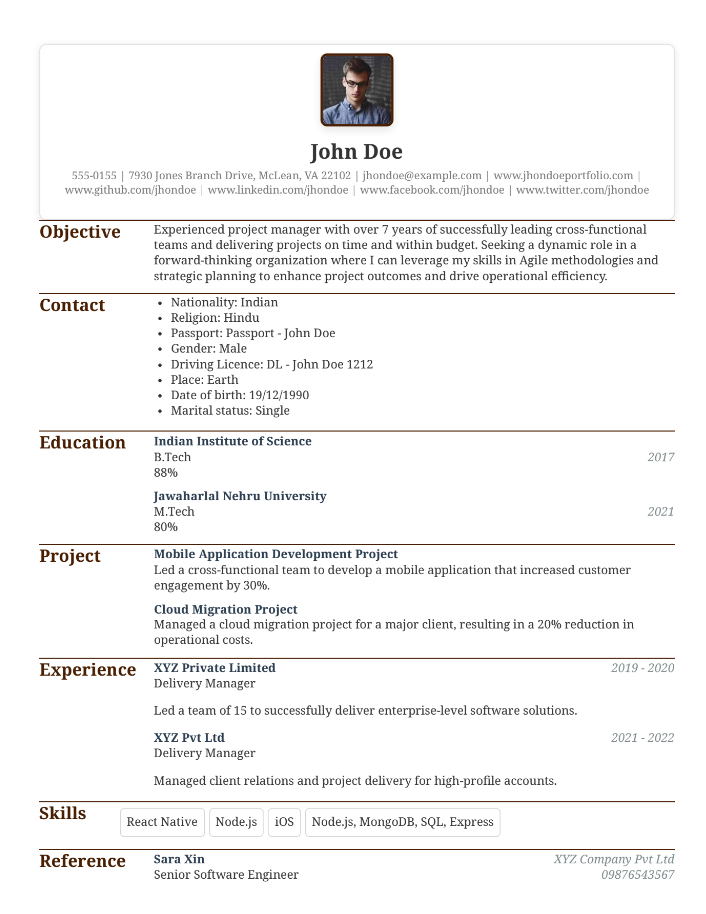 John Doe
555-0155 | 7930 Jones Branch Drive, McLean, VA 22102 | jhondoe@example.com | www.jhondoeportfolio.com |
www.github.com/jhondoe | www.linkedin.com/jhondoe | www.facebook.com/jhondoe | www.twitter.com/jhondoe
Objective
Experienced project manager with over 7 years of successfully leading cross-functional
teams and delivering projects on time and within budget. Seeking a dynamic role in a
forward-thinking organization where I can leverage my skills in Agile methodologies and
strategic planning to enhance project outcomes and drive operational efficiency.
Contact
• Nationality: Indian
• Religion: Hindu
• Passport: Passport - John Doe
• Gender: Male
• Driving Licence: DL - John Doe 1212
• Place: Earth
• Date of birth: 19/12/1990
• Marital status: Single
Education
Indian Institute of Science
B.Tech 2017
88%
Jawaharlal Nehru University
M.Tech 2021
80%
Project
Mobile Application Development Project
Led a cross-functional team to develop a mobile application that increased customer
engagement by 30%.
Cloud Migration Project
Managed a cloud migration project for a major client, resulting in a 20% reduction in
operational costs.
Experience
XYZ Private Limited 2019 - 2020
Delivery Manager
Led a team of 15 to successfully deliver enterprise-level software solutions.
XYZ Pvt Ltd 2021 - 2022
Delivery Manager
Managed client relations and project delivery for high-profile accounts.
Skills
React Native Node.js iOS Node.js, MongoDB, SQL, Express
Reference
Sara Xin XYZ Company Pvt Ltd
Senior Software Engineer 09876543567